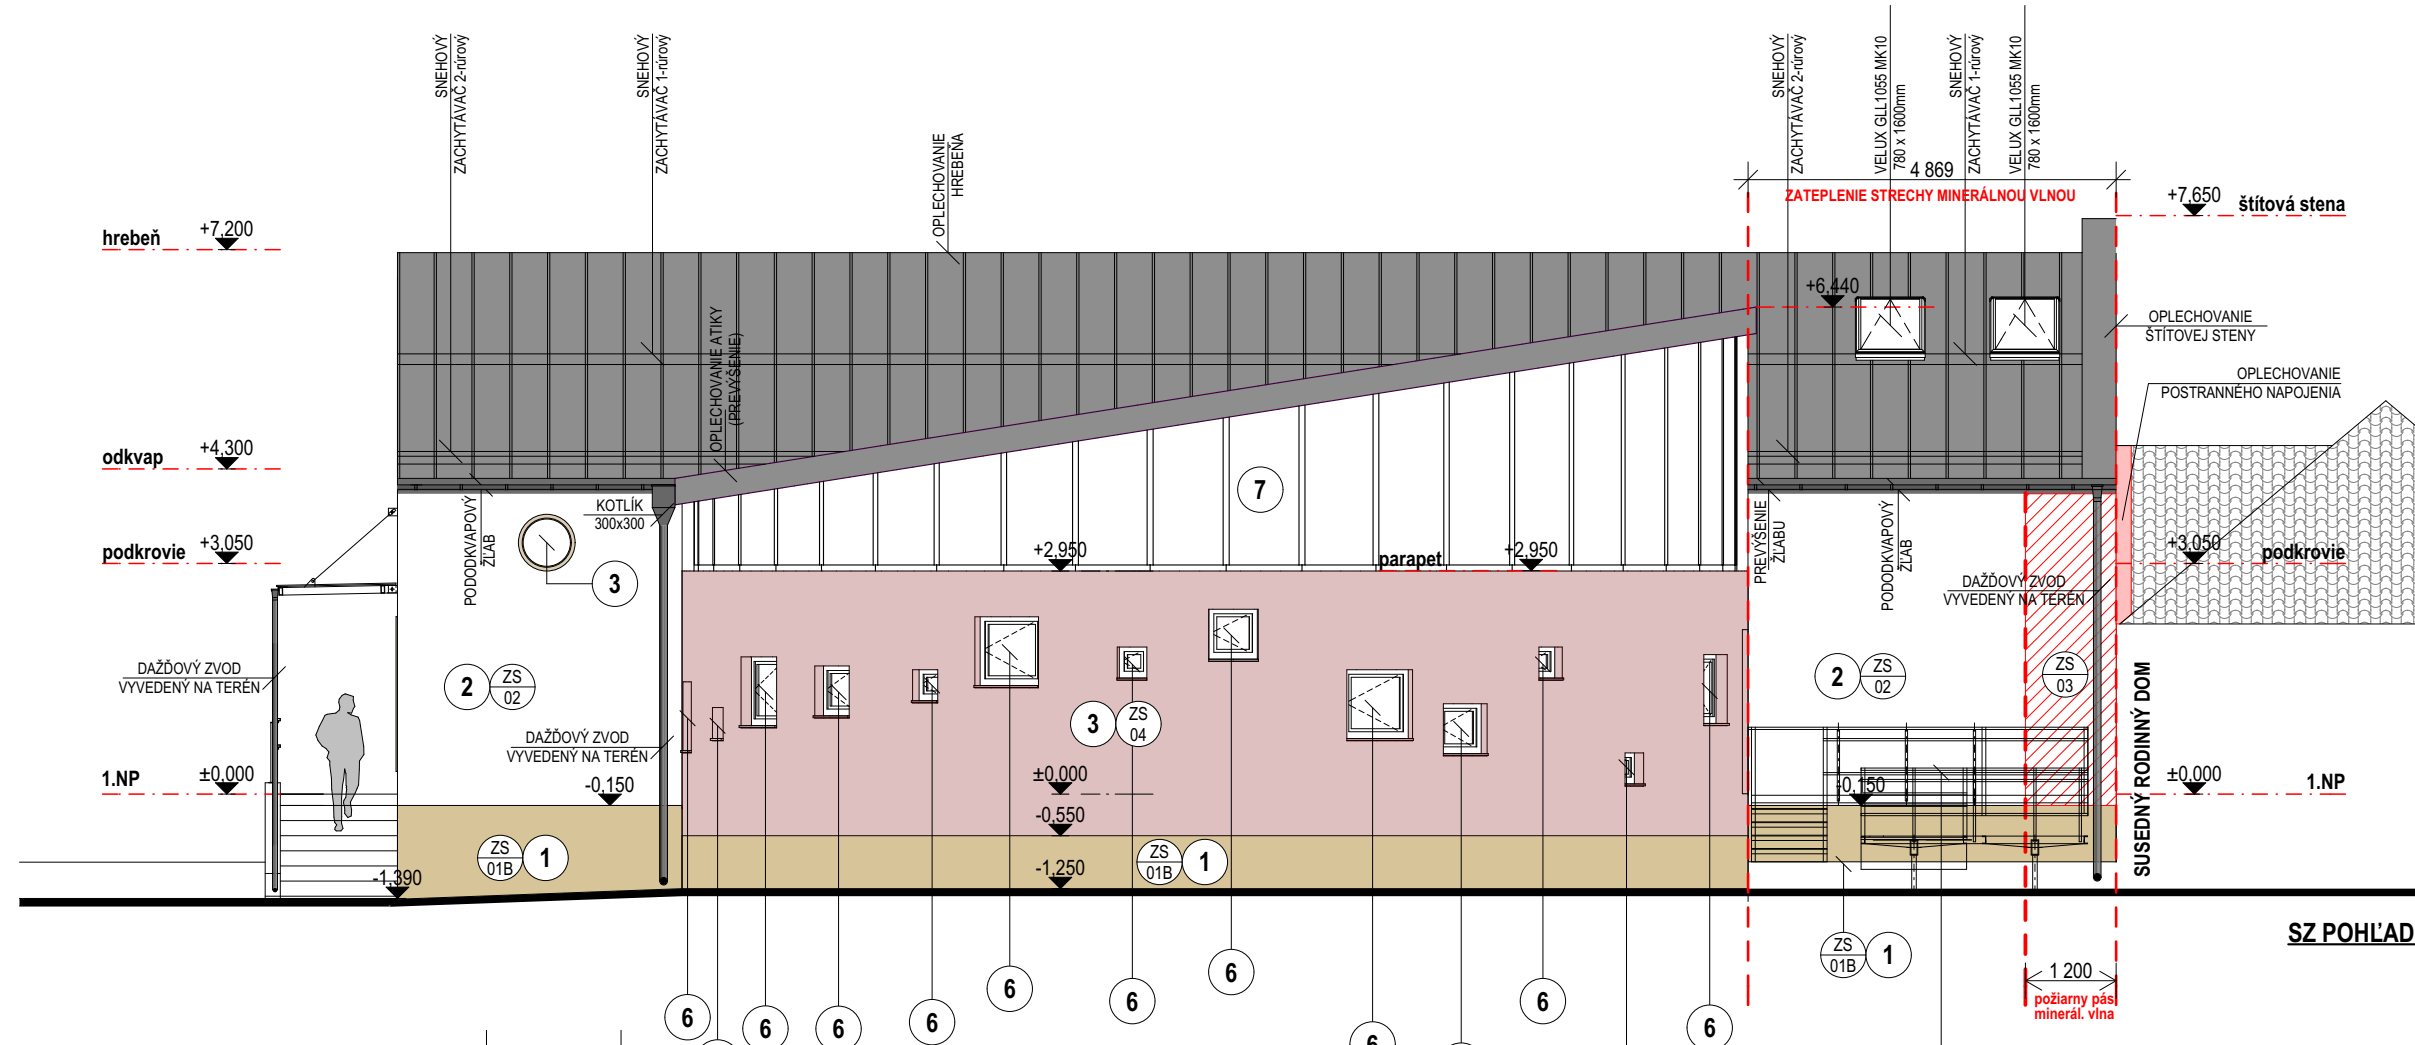 SNEHOVÝ
ZACHYTÁVAČ 2-rúrový
SNEHOVÝ
ZACHYTÁVAČ 1-rúrový
OPLECHOVANIE
HREBEŇA
SNEHOVÝ
ZACHYTÁVAČ 2-rúrový
VELUX GLL1055 MK10
780 x 1600mm
SNEHOVÝ
ZACHYTÁVAČ 1-rúrový
VELUX GLL1055 MK10
780 x 1600mm
4 869
ZATEPLENIE STRECHY MINERÁLNOU VLNOU
+7,650
štítová stena
hrebeň
+7,200
+6,440
OPLECHOVANIE
ŠTÍTOVEJ STENY
OPLECHOVANIE ATIKY
(PREVÝŠENIE)
OPLECHOVANIE
POSTRANNÉHO NAPOJENIA
odkvap
+4,300
7
KOTLÍK
300x300
PODODKVAPOVÝ
ŽĽAB
PREVÝŠENIE
ŽĽABU
PODODKVAPOVÝ
ŽĽAB
podkrovie
+3,050
3
+2,950
parapet
+2,950
+3,050
podkrovie
DAŽĎOVÝ ZVOD
VYVEDENÝ NA TERÉN
DAŽĎOVÝ ZVOD
VYVEDENÝ NA TERÉN
2
ZS
02
3
ZS
04
2
ZS
02
ZS
03
SUSEDNÝ RODINNÝ DOM
DAŽĎOVÝ ZVOD
VYVEDENÝ NA TERÉN
1.NP
±0,000
-0,150
±0,000
-0,150
±0,000
1.NP
-0,550
ZS
01B
1
-1,390
-1,250
ZS
01B
1
SZ POHĽAD
ZS
01B
1
1 200
požiarny pás
minerál. vlna
6
6
6
6
6
6
6
6
6
6